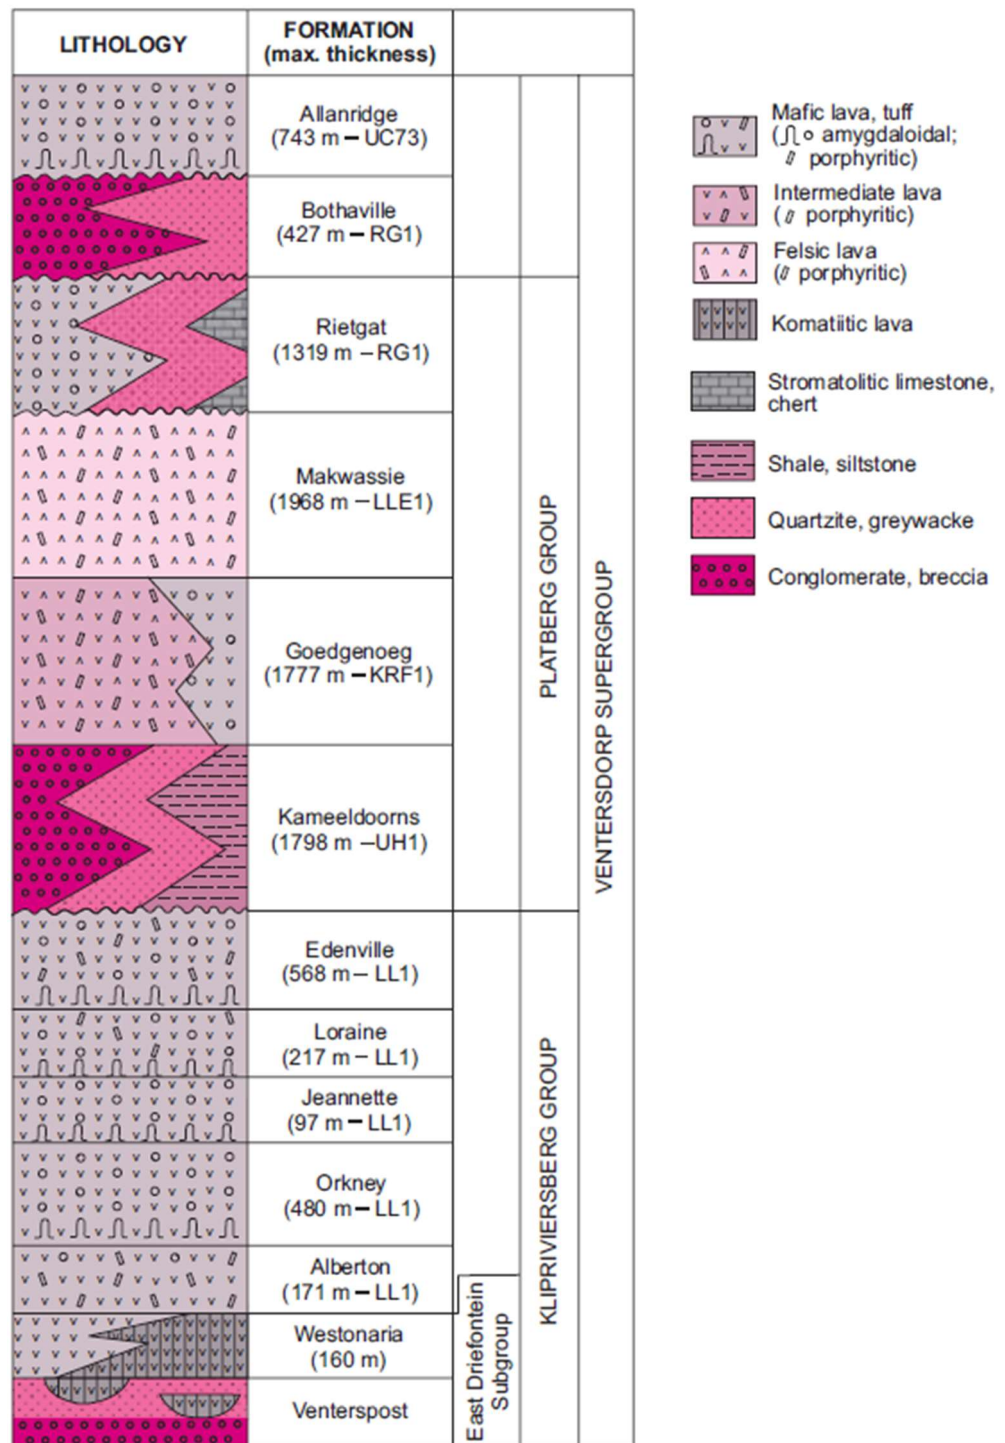 LITHOLOGY
FORMATION
(max. thickness)
Allanridge
(743 m – UC73)
Bothaville
(427 m – RG1)
Rietgat
(1319 m – RG1)
Makwassie
(1968 m – LLE1)
Goedgenoeg
(1777 m – KRF1)
Kameeldoorns
(1798 m –UH1)
Edenville
(568 m – LL1)
Loraine
(217 m – LL1)
Jeannette
(97 m – LL1)
Orkney
(480 m – LL1)
Alberton
(171 m – LL1)
Westonaria
(160 m)
Venterspost
East Driefontein
Subgroup
PLATBERG GROUP
KLIPRIVIERSBERG GROUP
VENTERSDORP SUPERGROUP
Mafic lava, tuff
( amygdaloidal;
porphyritic)
Intermediate lava
( porphyritic)
Felsic lava
( porphyritic)
Komatiitic lava
Stromatolitic limestone,
chert
Shale, siltstone
Quartzite, greywacke
Conglomerate, breccia